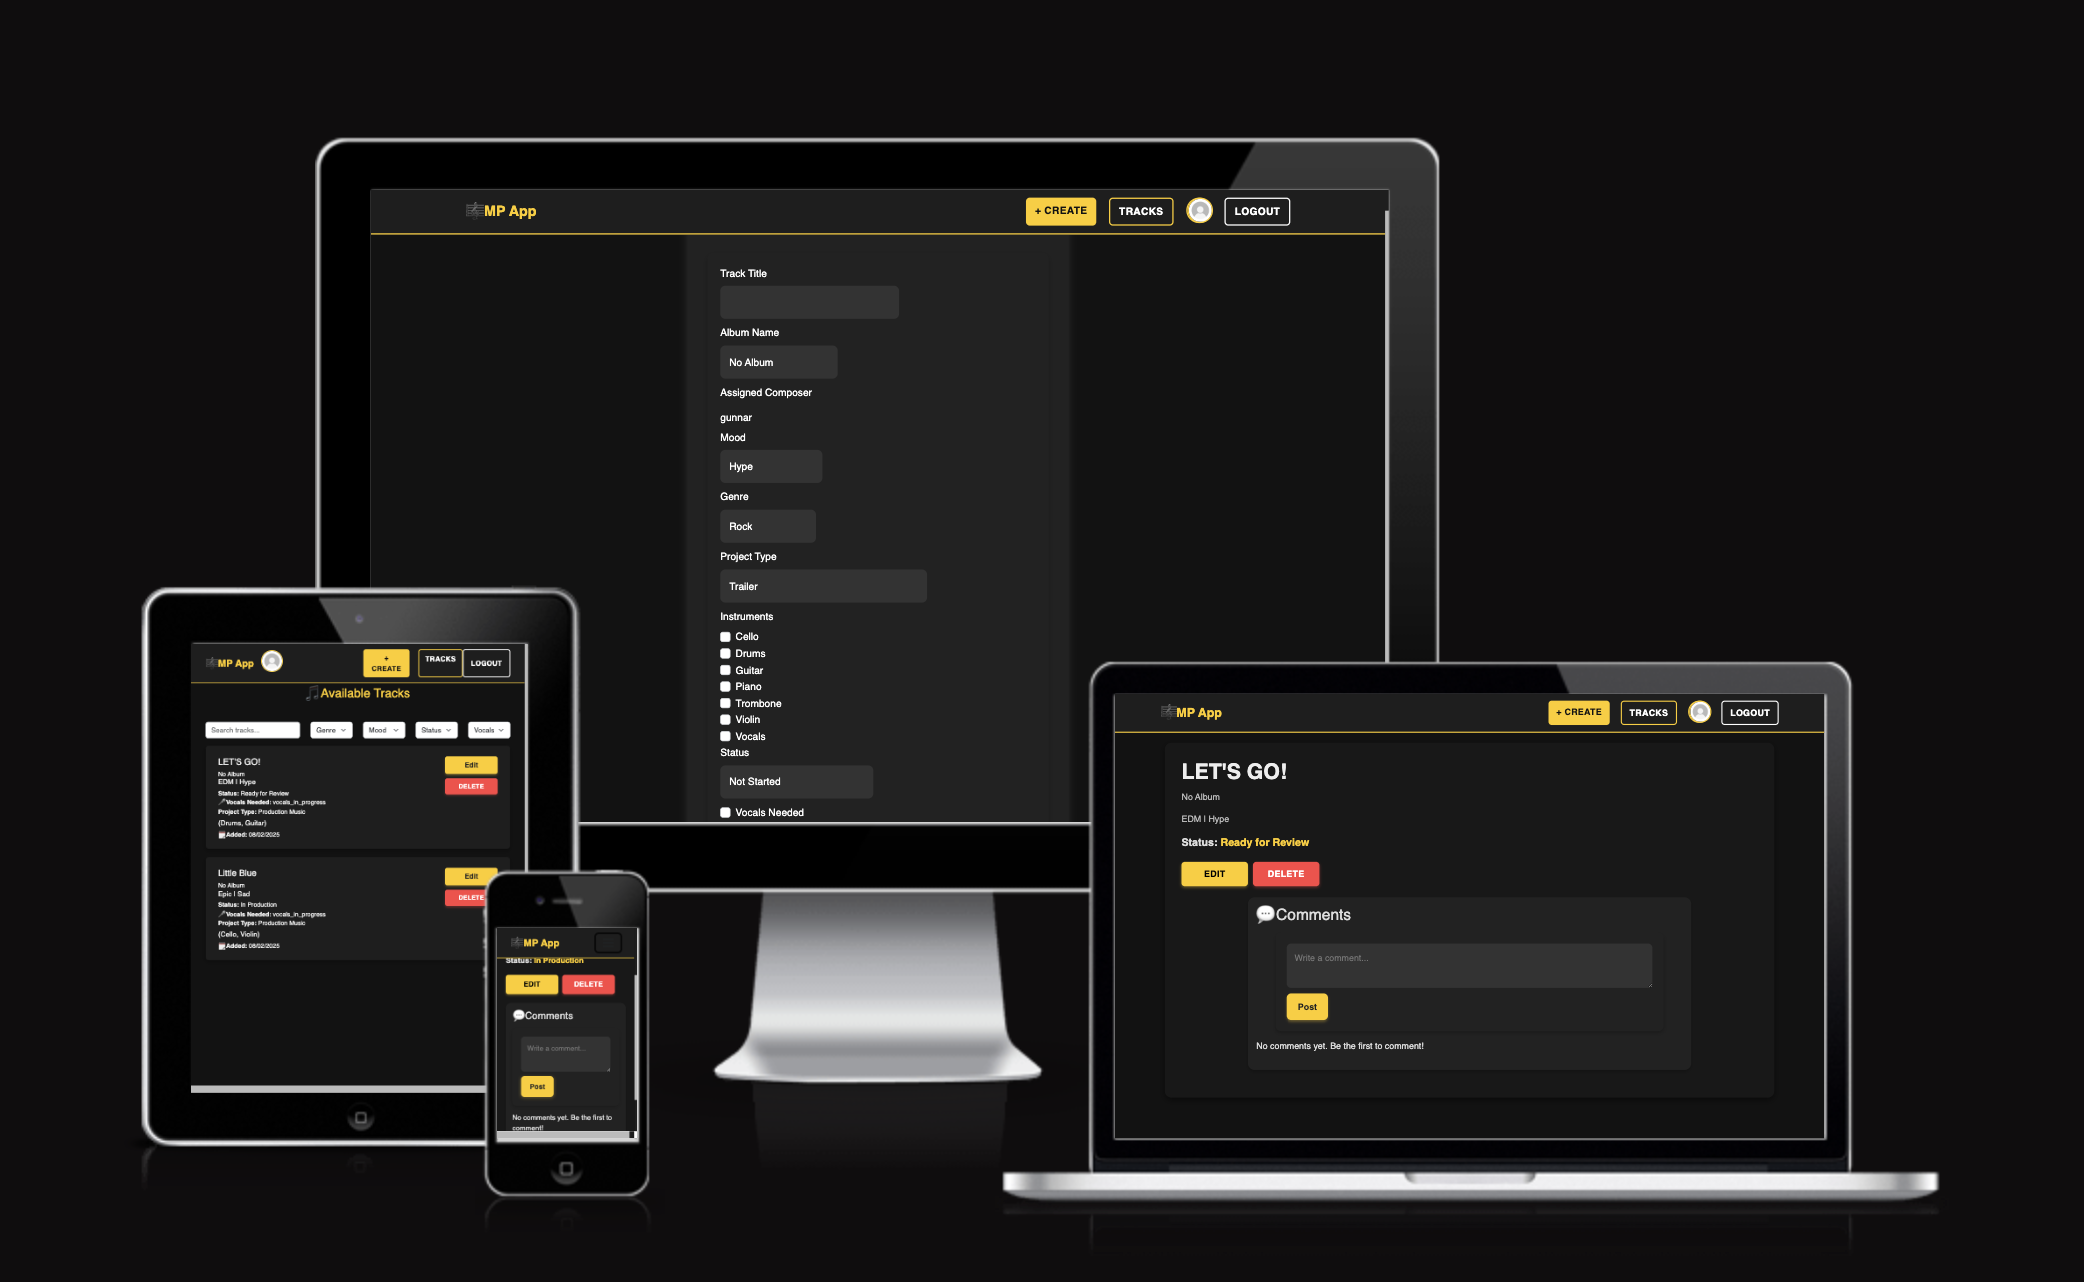 MP App
+ CREATE
TRACKS
LOGOUT
Track Title
Album Name
No Album
Assigned Composer
gunnar
Mood
Hype
Genre
Rock
Project Type
Trailer
Instruments
Cello
Drums
Guitar
Piano
Trombone
Violin
Vocals
Status
Not Started
Vocals Needed
MP App
+
CREATE
TRACKS
LOGOUT
Available Tracks
Search tracks...
Genre
Mood
Status
Vocals
LET'S GO!
No Album
EDM | Hype
Status: Ready for Review
Vocals Needed: vocals_in_progress
Project Type: Production Music
(Drums, Guitar)
Added: 08/02/2025
Edit
DELETE
Little Blue
No Album
Epic | Sad
Status: In Production
Vocals Needed: vocals_in_progress
Project Type: Production Music
(Cello, Violin)
Added: 08/02/2025
Edit
DELETE
MP App
Status: In Production
EDIT
DELETE
Comments
Write a comment...
Post
No comments yet. Be the first to
comment!
MP App
+ CREATE
TRACKS
LOGOUT
LET'S GO!
No Album
EDM | Hype
Status: Ready for Review
EDIT
DELETE
Comments
Write a comment...
Post
No comments yet. Be the first to comment!